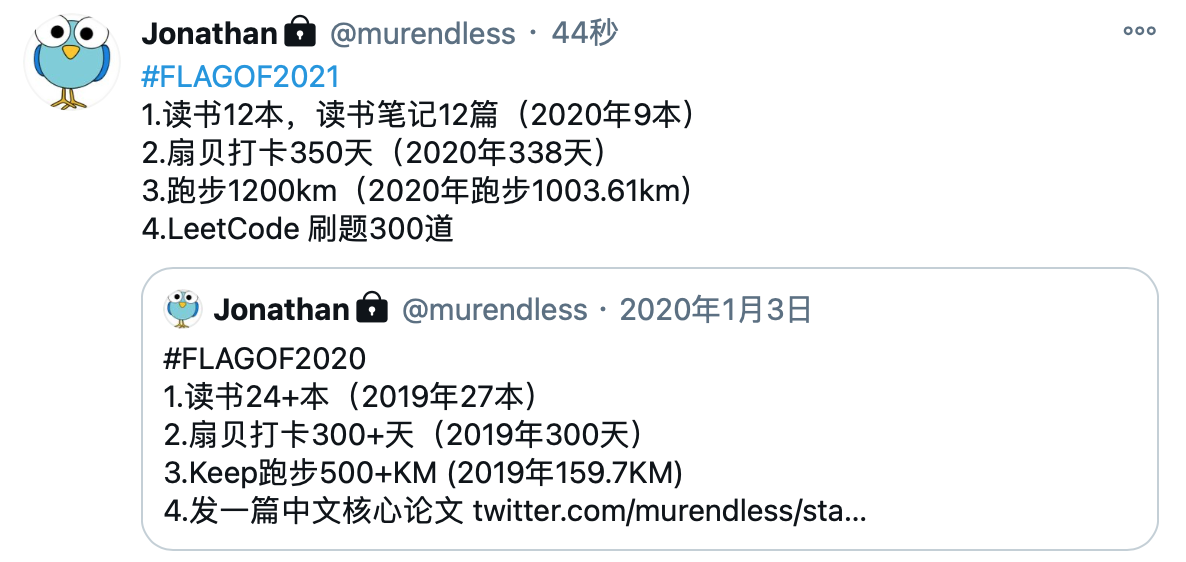 Jonathan @murendless · 44秒
#FLAGOF2021
1.读书12本，读书笔记12篇（2020年9本）
2.扇贝打卡350天（2020年338天）
3.跑步1200km（2020年跑步1003.61km）
4.LeetCode 刷题300道
Jonathan @murendless · 2020年1月3日
#FLAGOF2020
1.读书24+本（2019年27本）
2.扇贝打卡300+天（2019年300天）
3.Keep跑步500+KM (2019年159.7KM)
4.发一篇中文核心论文 twitter.com/murendless/sta...